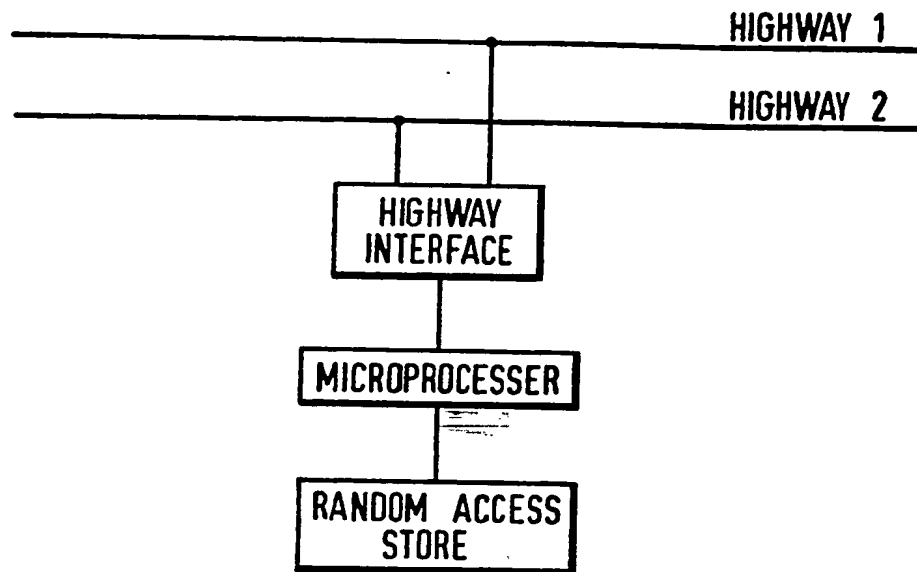 HIGHWAY 1
HIGHWAY 2
HIGHWAY
INTERFACE
MICROPROCESSER
RANDOM ACCESS
STORE